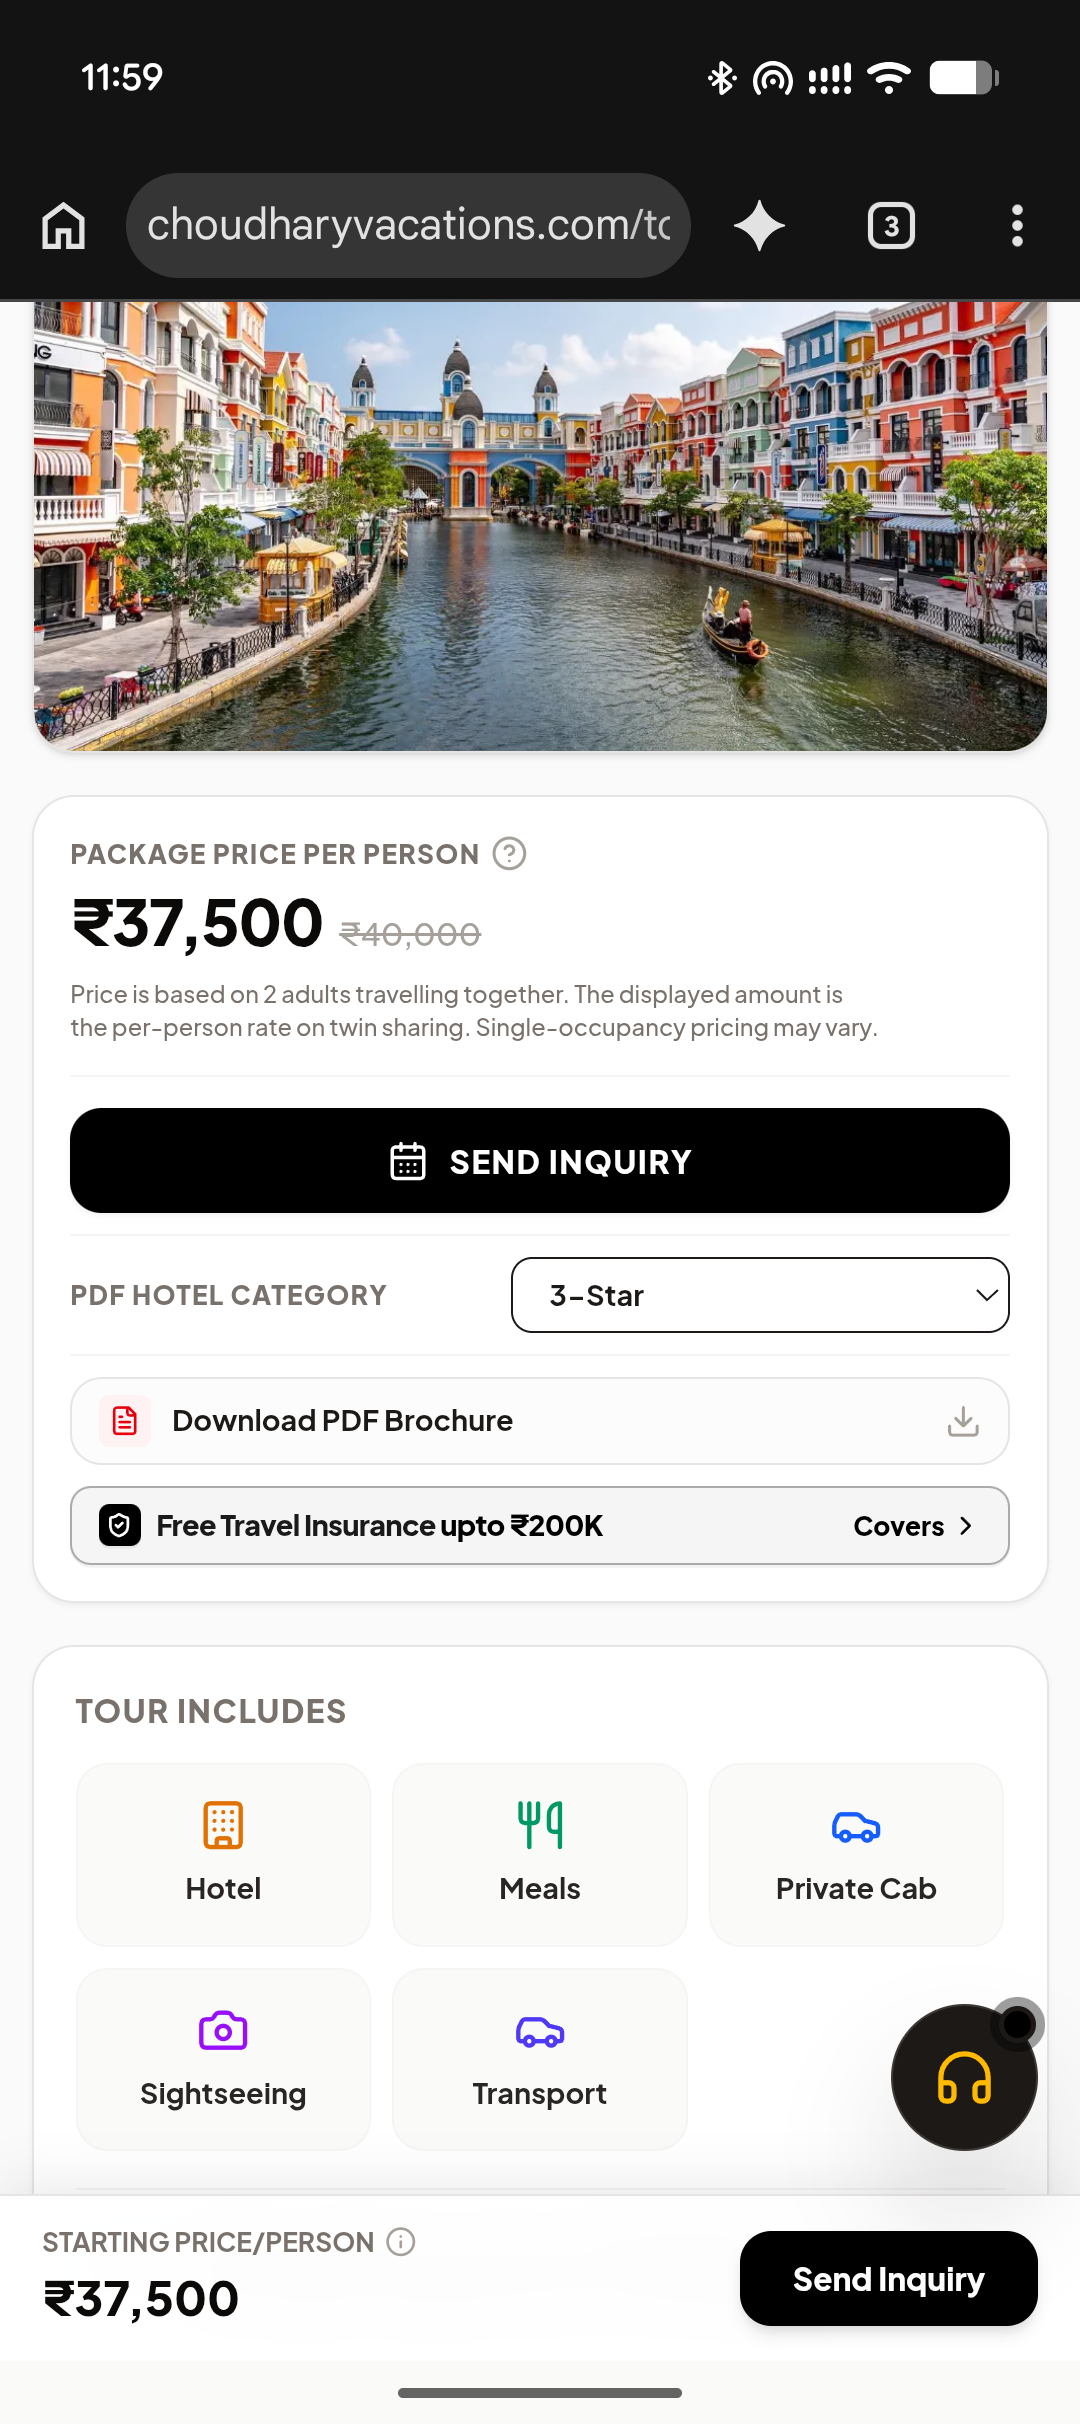 11:59
choudharyvacations.com/to
3
NG
PACKAGE PRICE PER PERSON
₹37,500 ₹40,000
Price is based on 2 adults travelling together. The displayed amount is
the per-person rate on twin sharing. Single-occupancy pricing may vary.
SEND INQUIRY
PDF HOTEL CATEGORY
3-Star
Download PDF Brochure
Free Travel Insurance upto ₹200K
Covers
TOUR INCLUDES
Hotel
Meals
Private Cab
Sightseeing
Transport
STARTING PRICE/PERSON
₹37,500
Send Inquiry